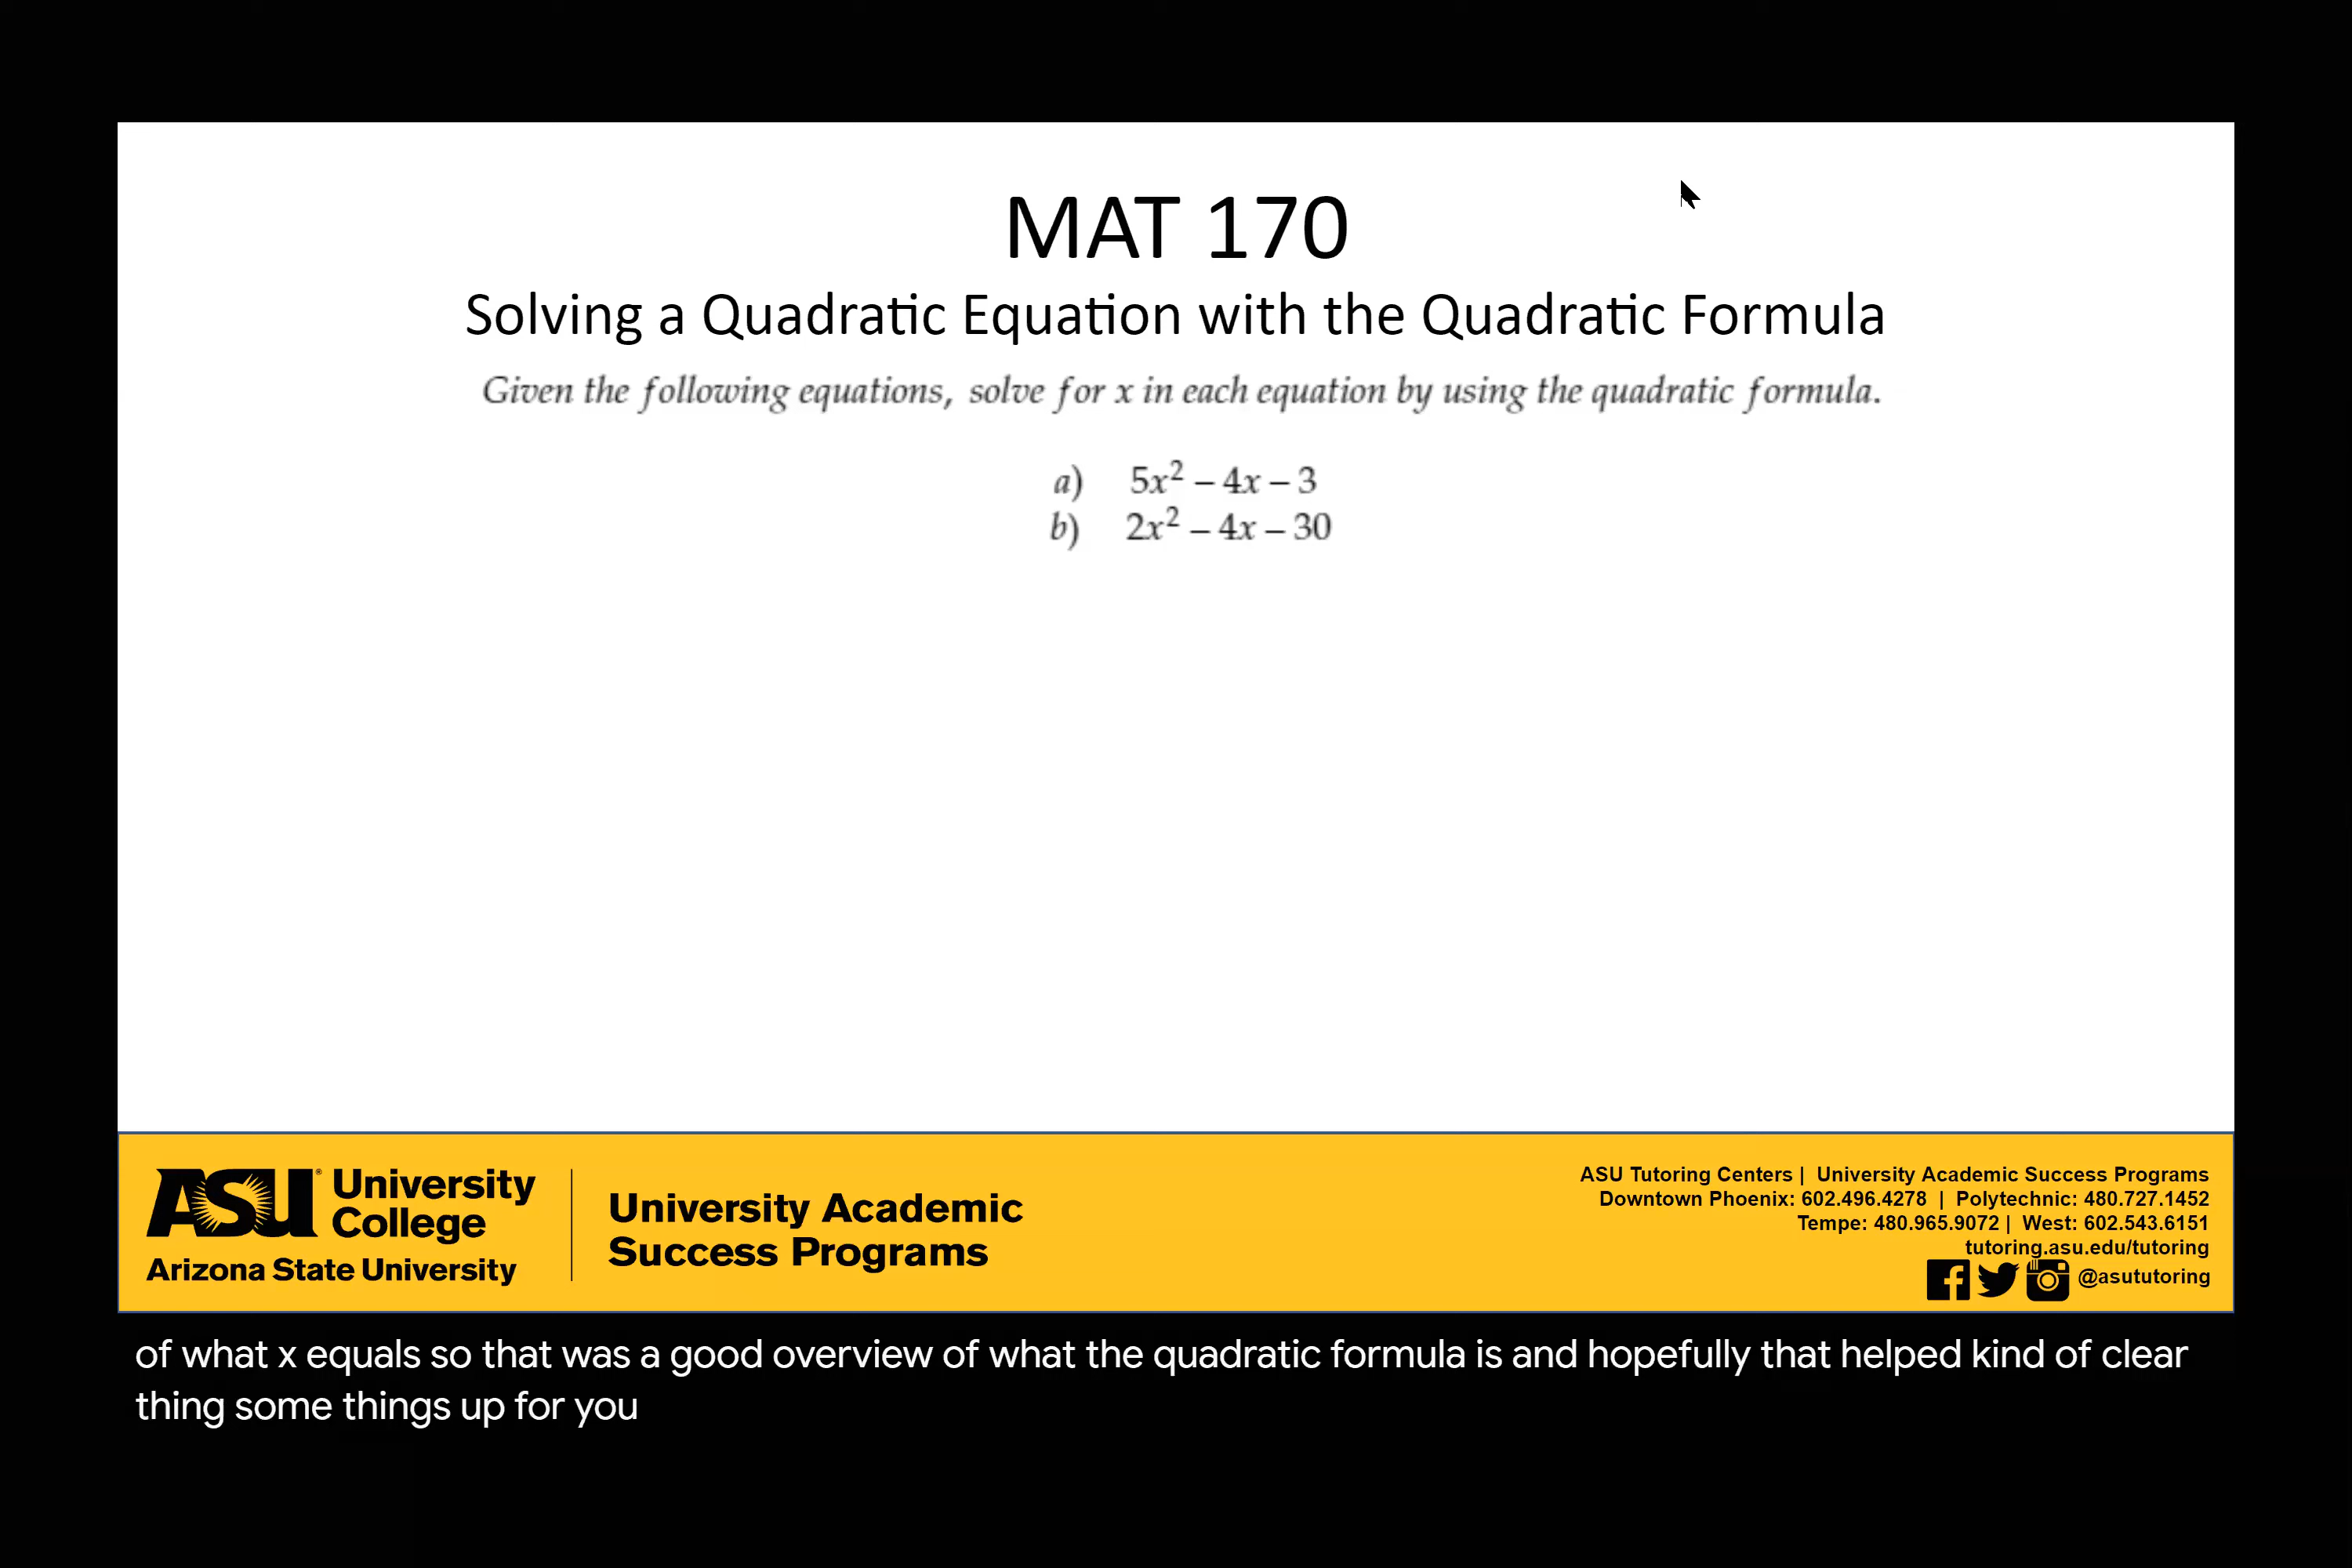 MAT 170
Solving a Quadratic Equation with the Quadratic Formula
Given the following equations, solve for x in each equation by using the quadratic formula.
a) 5x² – 4x – 3
b) 2x² – 4x – 30
ASU® University College
Arizona State University
University Academic
Success Programs
ASU Tutoring Centers | University Academic Success Programs
Downtown Phoenix: 602.496.4278 | Polytechnic: 480.727.1452
Tempe: 480.965.9072 | West: 602.543.6151
tutoring.asu.edu/tutoring
@asututoring
of what x equals so that was a good overview of what the quadratic formula is and hopefully that helped kind of clear
thing some things up for you